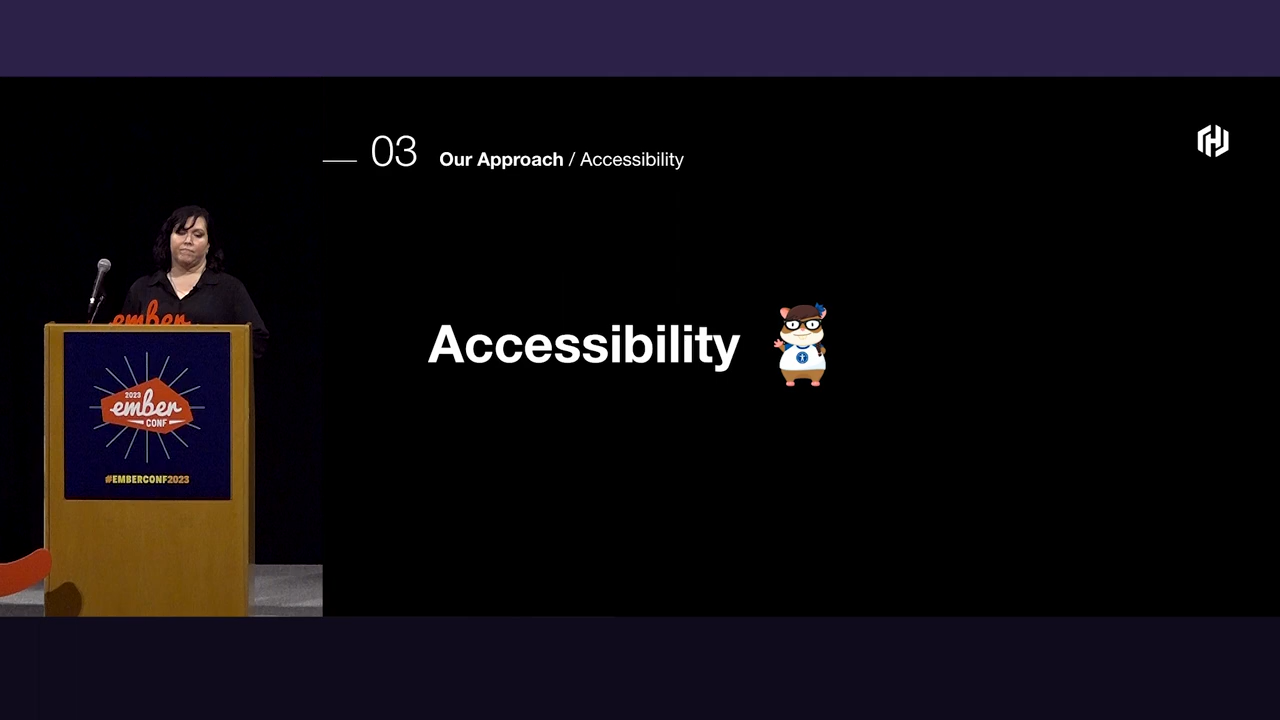 03 Our Approach / Accessibility
Accessibility
ember
2023
ember
CONF
#EMBERCONF2023